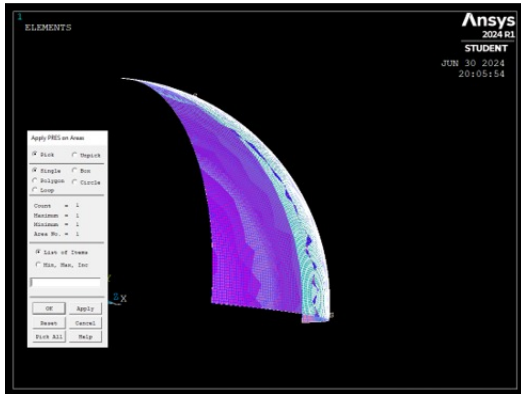 1
ELEMENTS
Ansys
2024 R1
STUDENT
JUN 30 2024
20:05:54
Apply PRES on Areas
Pick Unpick
Single Box
Polygon Circle
Loop
Count = 1
Maximum = 1
Minimum = 1
Area No. = 1
List of Items
Min, Max, Inc
OK Apply
Reset Cancel
Pick All Help
X